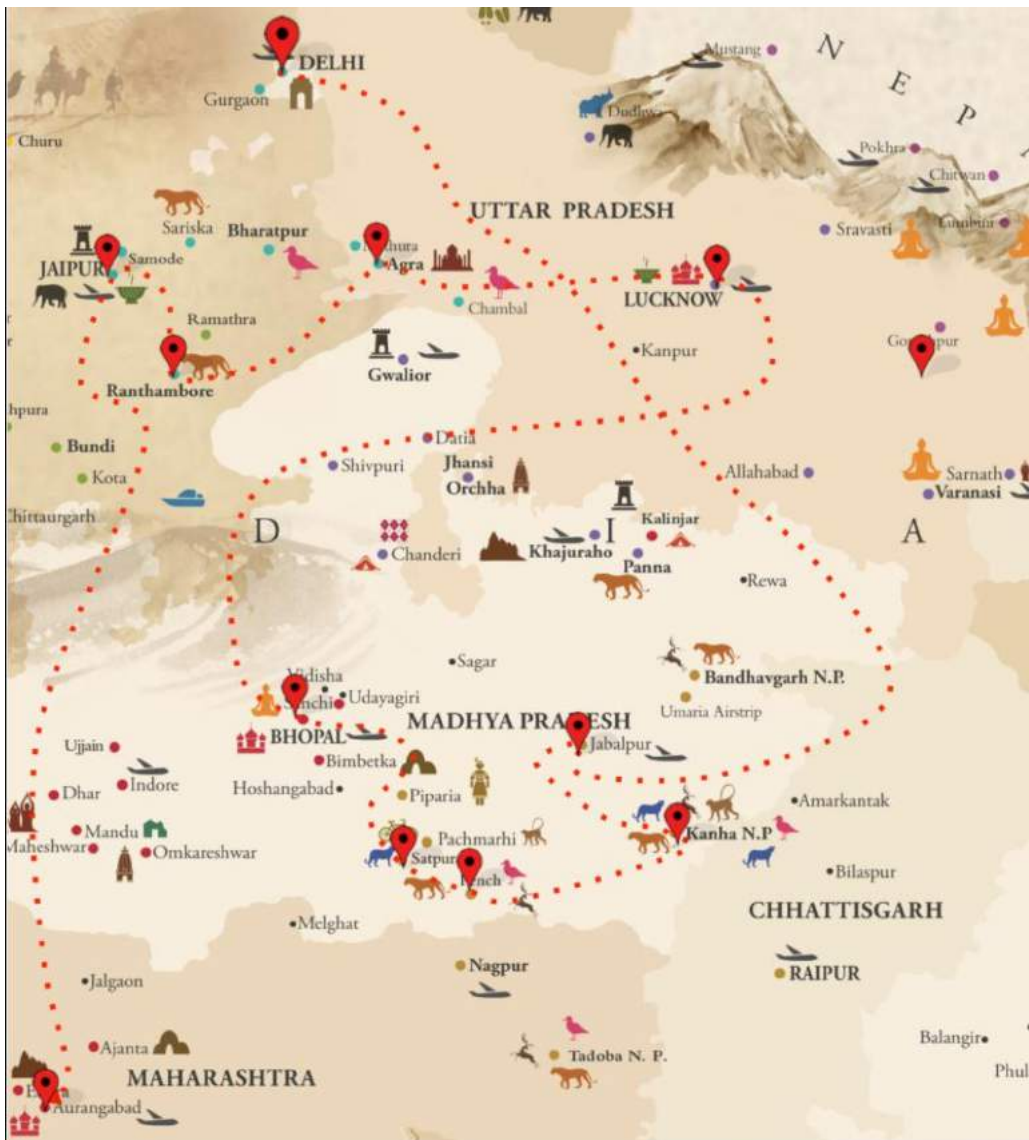 DELHI
Gurgaon
Mustang
N
E
P
Churu
Pokhra
Chitwan
UTTAR PRADESH
Sariska
Bharatpur
Sravasti
Agra
Samode
JAIPUR
LUCKNOW
Chambal
Ramathra
Gwalior
Kanpur
Ranthambore
hpura
Bundi
Datia
Kota
Shivpuri
Jhansi
Orchha
Allahabad
Sarnath
Varanasi
Chittaurgarh
D
I
A
Kalinjar
Chanderi
Khajuraho
Panna
Rewa
Sagar
Bandhavgarh N.P.
Umaria Airstrip
Udayagiri
MADHYA PRADESH
BHOPAL
Jabalpur
Ujjain
Bimbetka
Indore
Hoshangabad
Dhar
Piparia
Amarkantak
Mandu
Pachmarhi
Kanha N.P
Maheshwar
Omkareshwar
Bilaspur
CHHATTISGARH
Melghat
Nagpur
RAIPUR
Jalgaon
Ajanta
Balangir
Tadoba N. P.
Phul
MAHARASHTRA
Aurangabad